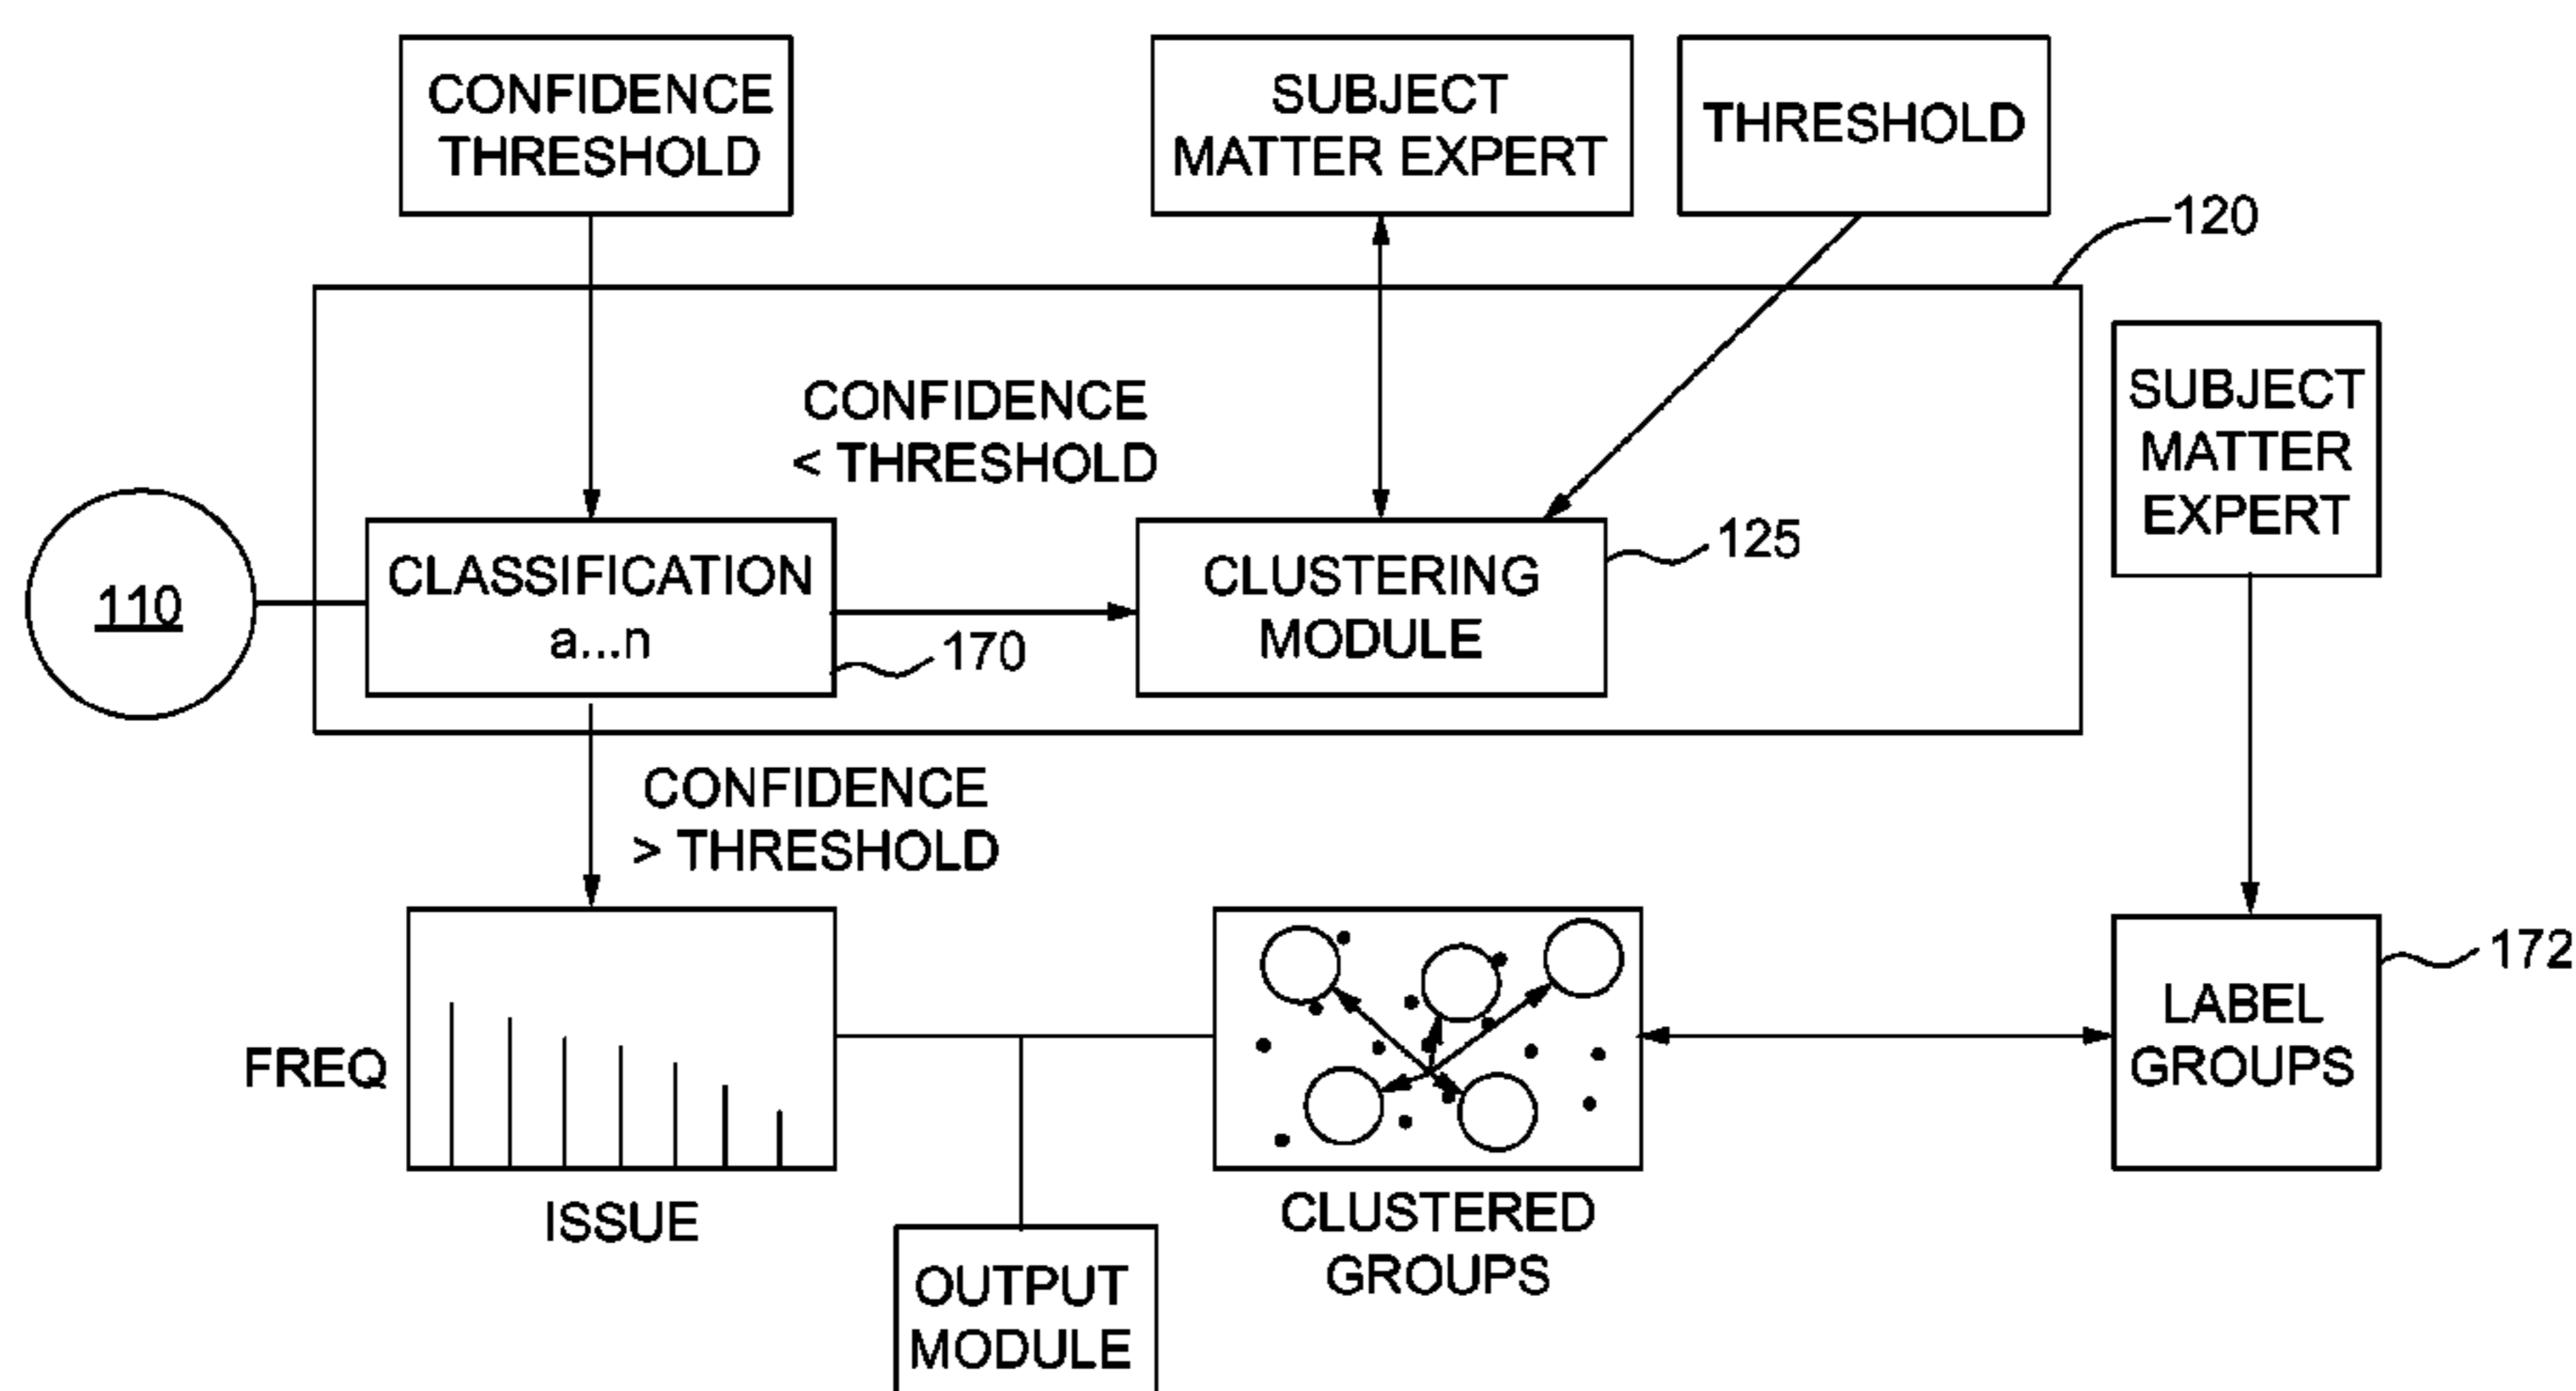 CONFIDENCE
THRESHOLD
SUBJECT
MATTER EXPERT
THRESHOLD
120
CONFIDENCE
< THRESHOLD
SUBJECT
MATTER
EXPERT
110
CLASSIFICATION
a...n
170
CLUSTERING
MODULE
125
CONFIDENCE
> THRESHOLD
FREQ
ISSUE
OUTPUT
MODULE
CLUSTERED
GROUPS
LABEL
GROUPS
172